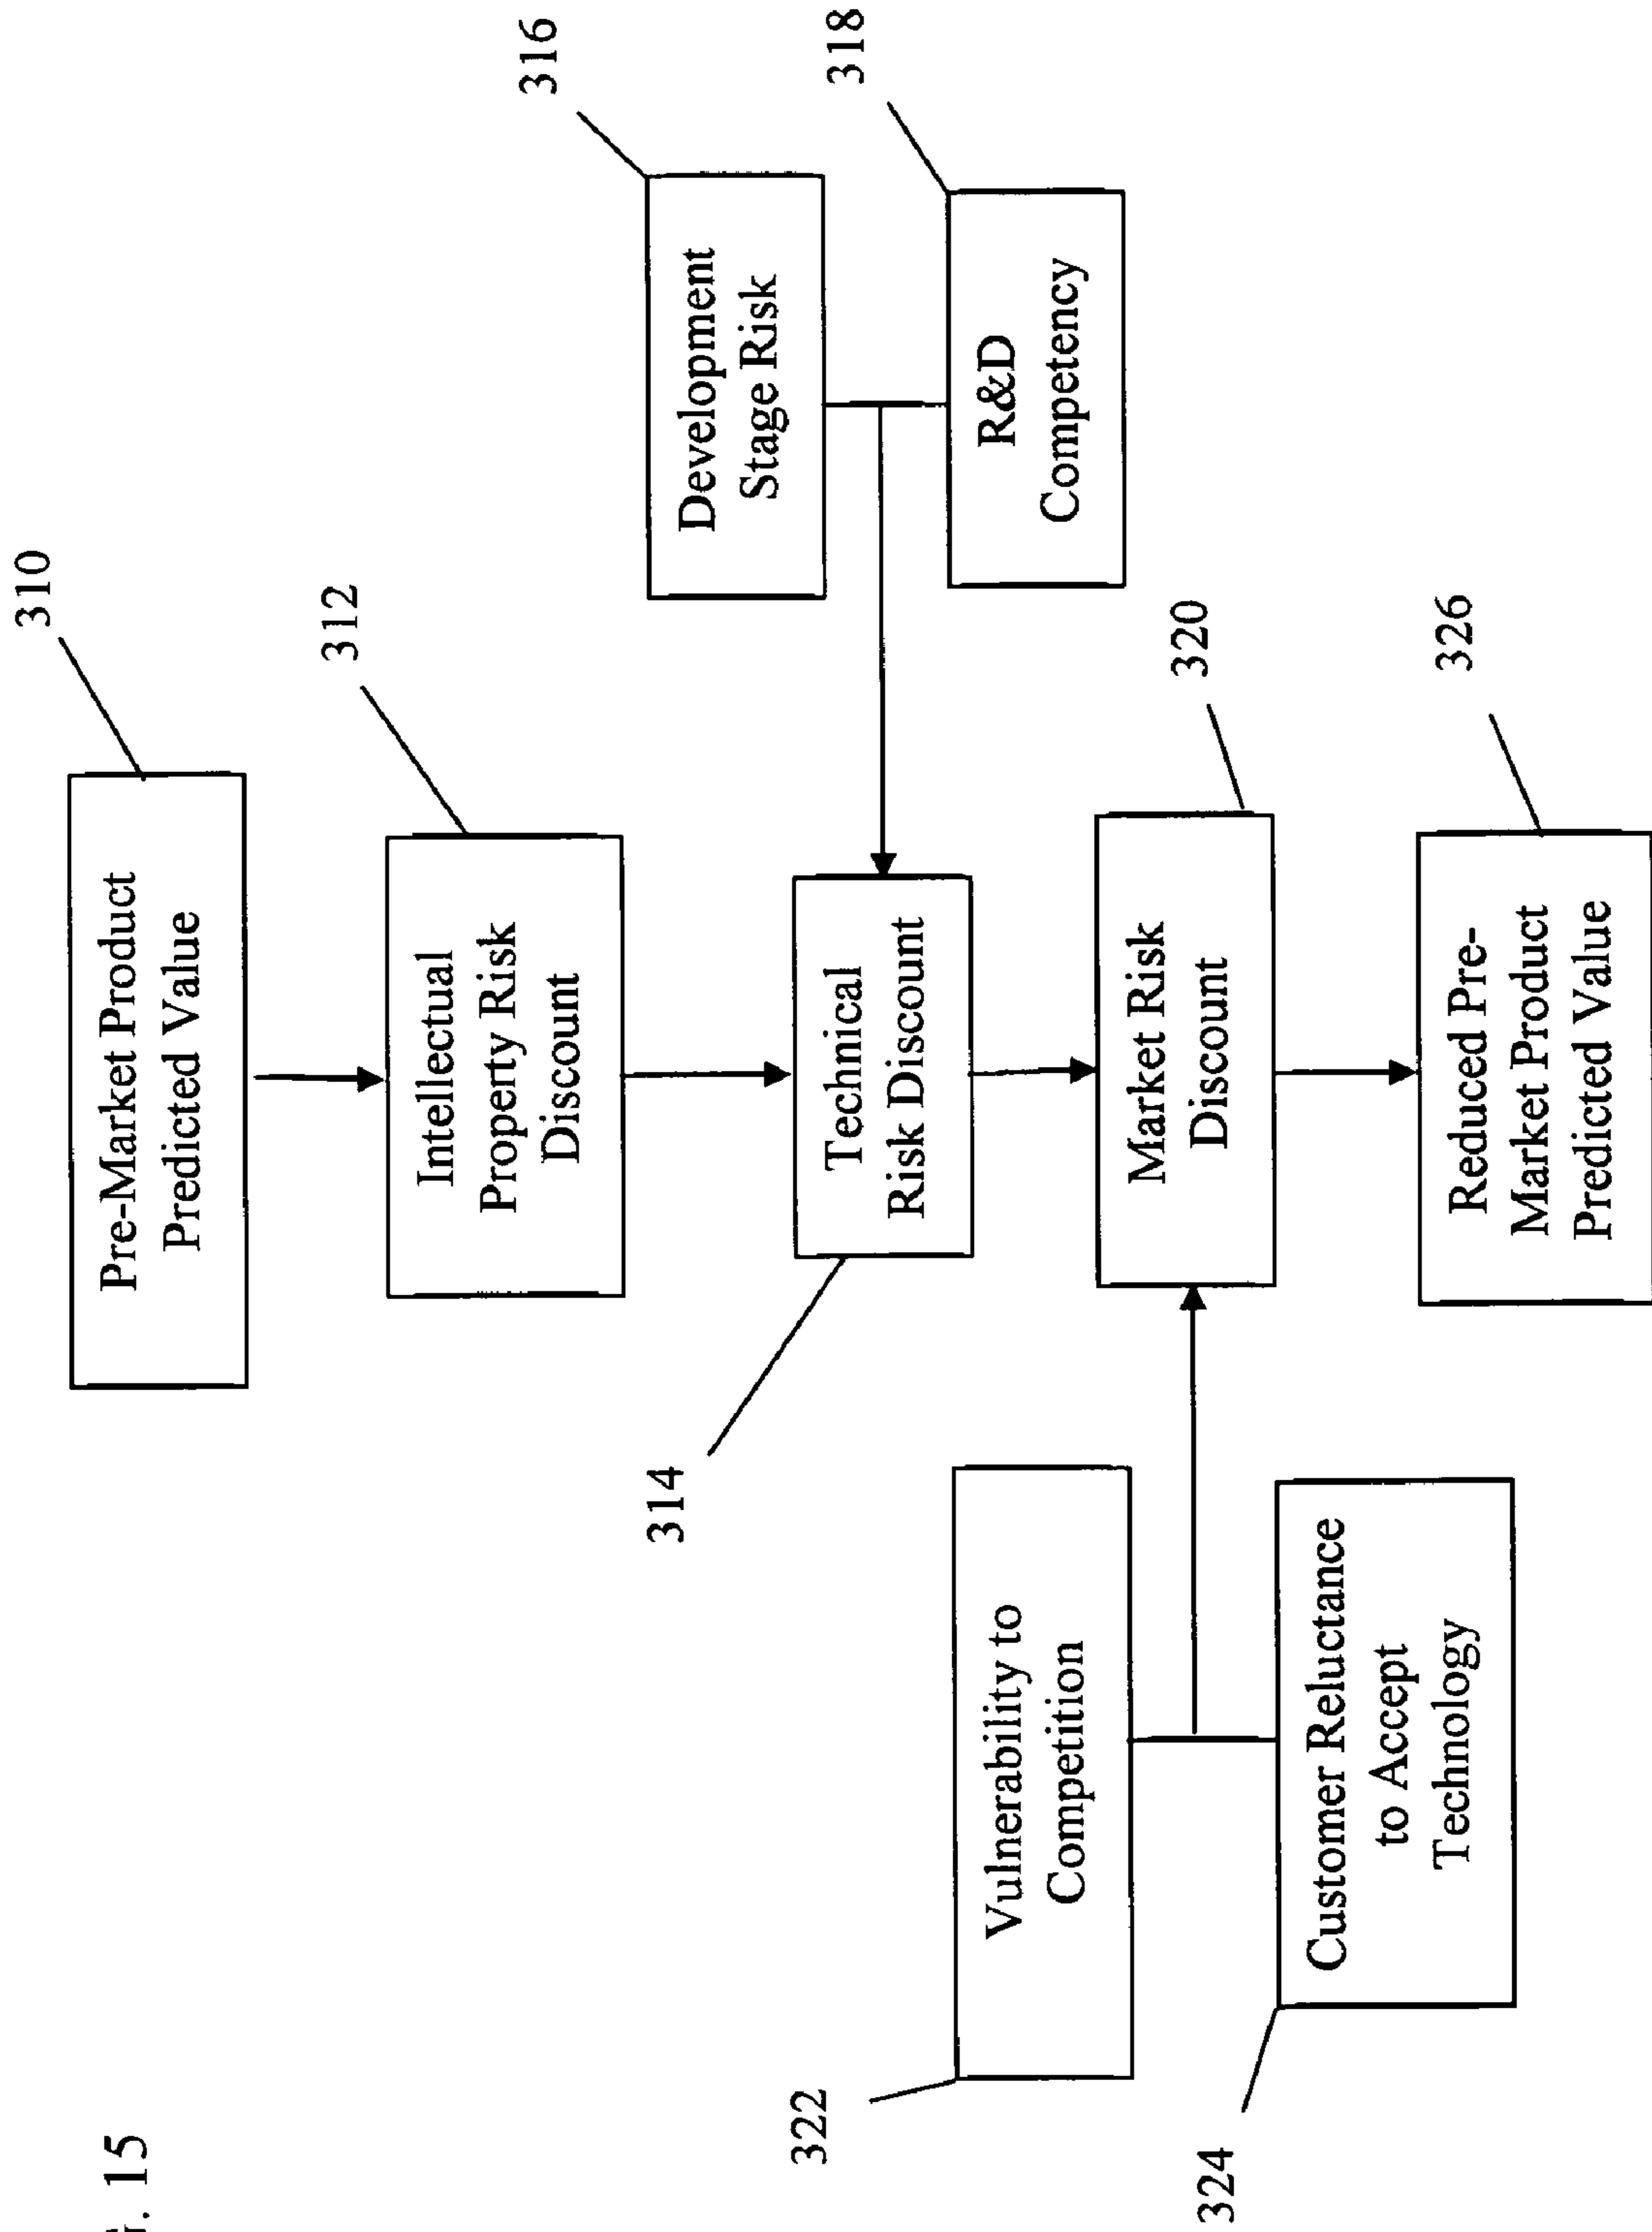 15
310
Pre-Market Product
Predicted Value
312
Intellectual
Property Risk
Discount
316
Development
Stage Risk
314
Technical
Risk Discount
318
R&D
Competency
322
Vulnerability to
Competition
320
Market Risk
Discount
324
Customer Reluctance
to Accept
Technology
326
Reduced Pre-
Market Product
Predicted Value